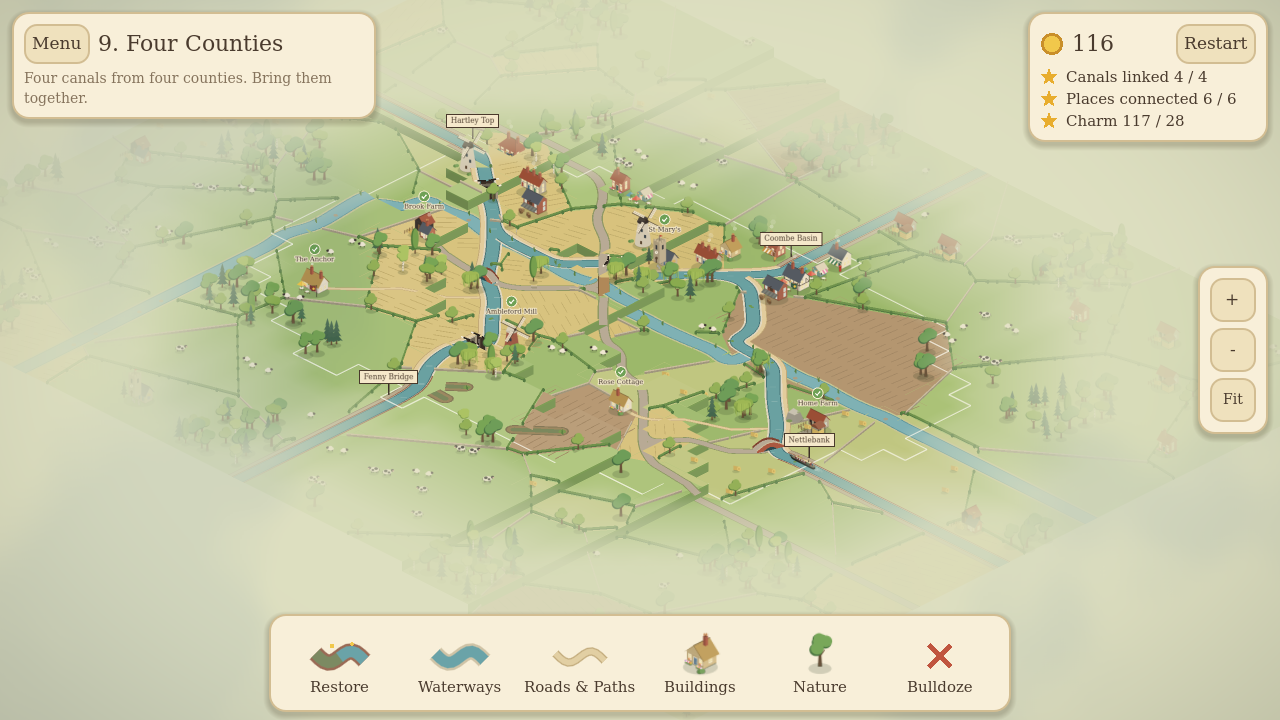 Menu
9. Four Counties
Four canals from four counties. Bring them
together.
116
Restart
Canals linked 4 / 4
Places connected 6 / 6
Charm 117 / 28
Hartley Top
Brook Farm
St Mary's
Coombe Basin
The Anchor
Ambleford Mill
Fenny Bridge
Rose Cottage
Home Farm
Nettlebank
+
-
Fit
Restore
Waterways
Roads & Paths
Buildings
Nature
Bulldoze